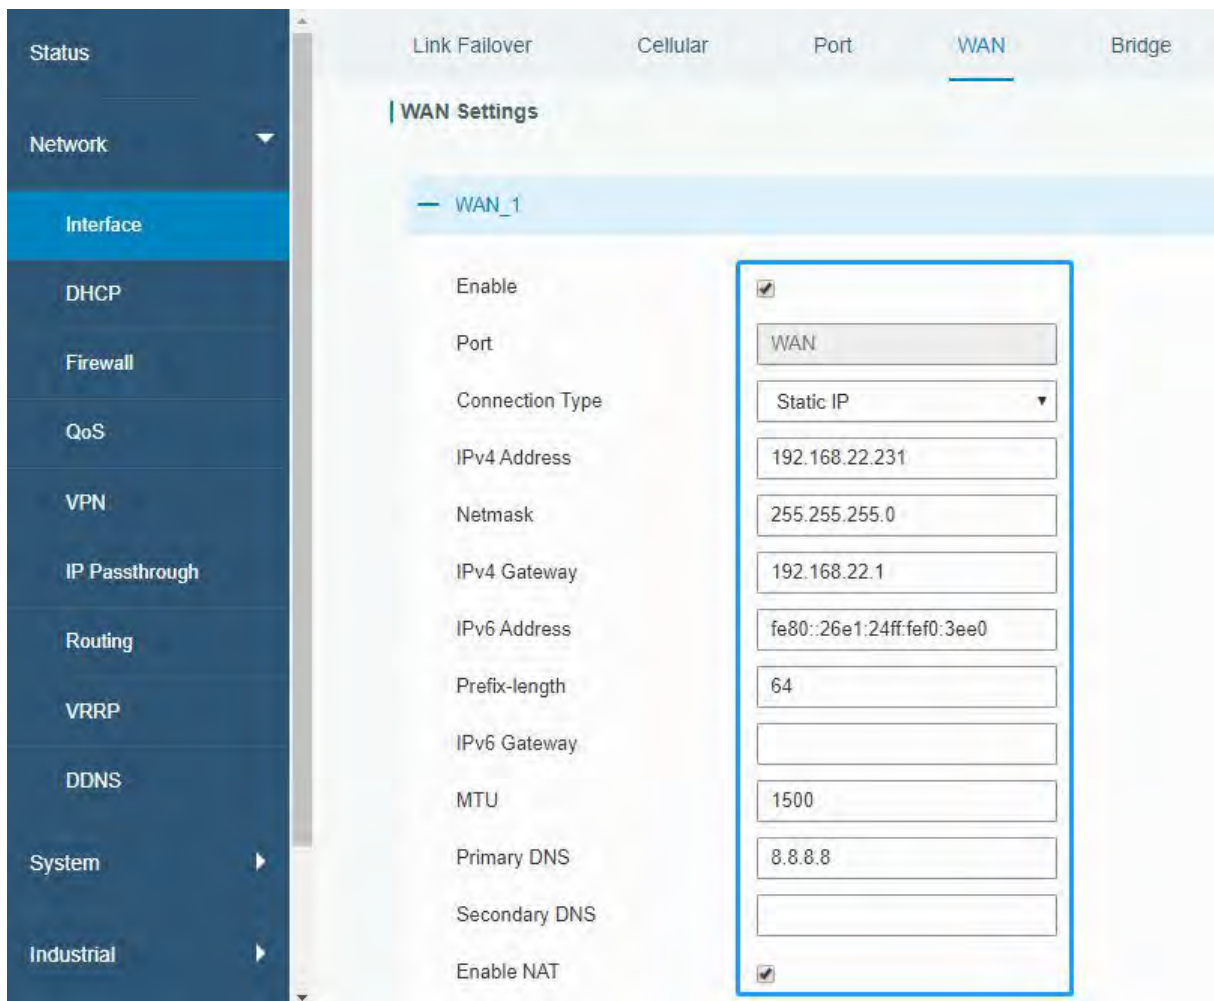 Status
Network
Interface
DHCP
Firewall
QoS
VPN
IP Passthrough
Routing
VRRP
DDNS
System
Industrial
Link Failover Cellular Port WAN Bridge
WAN Settings
WAN_1
Enable
Port WAN
Connection Type Static IP
IPv4 Address 192.168.22.231
Netmask 255.255.255.0
IPv4 Gateway 192.168.22.1
IPv6 Address fe80::26e1:24ff:fef0:3ee0
Prefix-length 64
IPv6 Gateway
MTU 1500
Primary DNS 8.8.8.8
Secondary DNS
Enable NAT